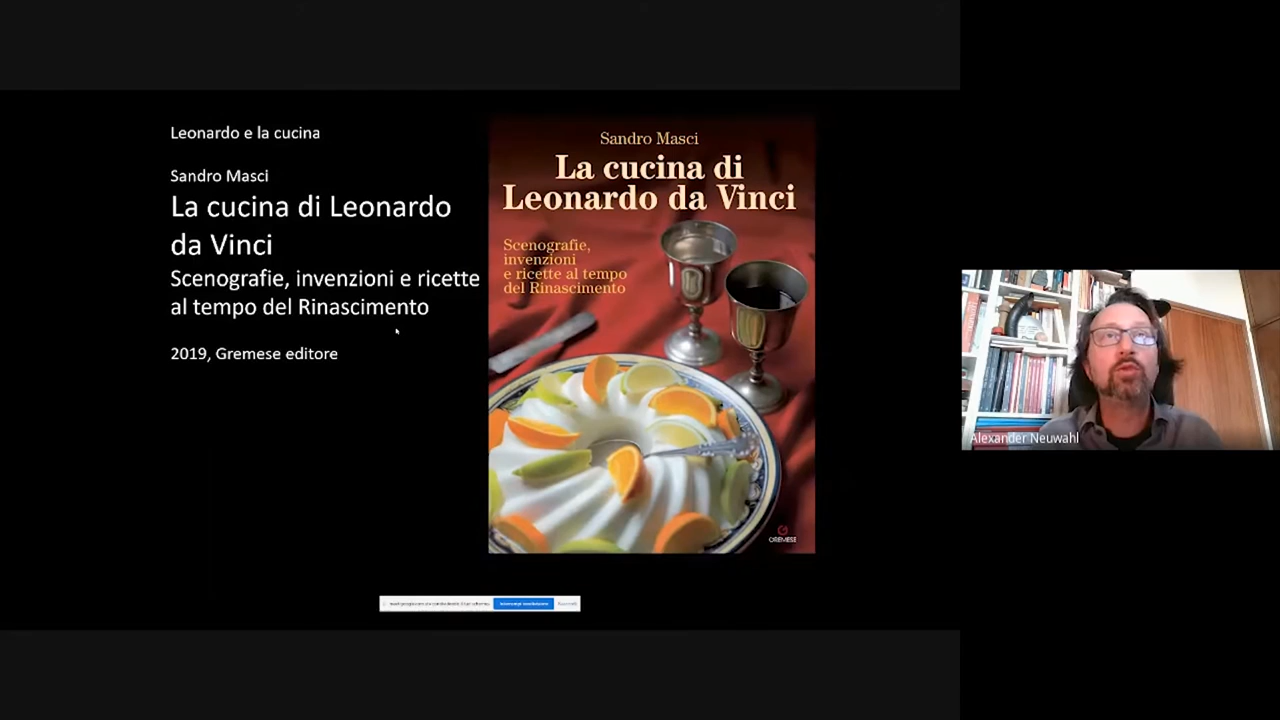 Leonardo e la cucina
Sandro Masci
La cucina di Leonardo
da Vinci
Scenografie, invenzioni e ricette
al tempo del Rinascimento
2019, Gremese editore
Sandro Masci
La cucina di
Leonardo da Vinci
Scenografie,
invenzioni
e ricette al tempo
del Rinascimento
GREMESE
Alexander Neuwahl